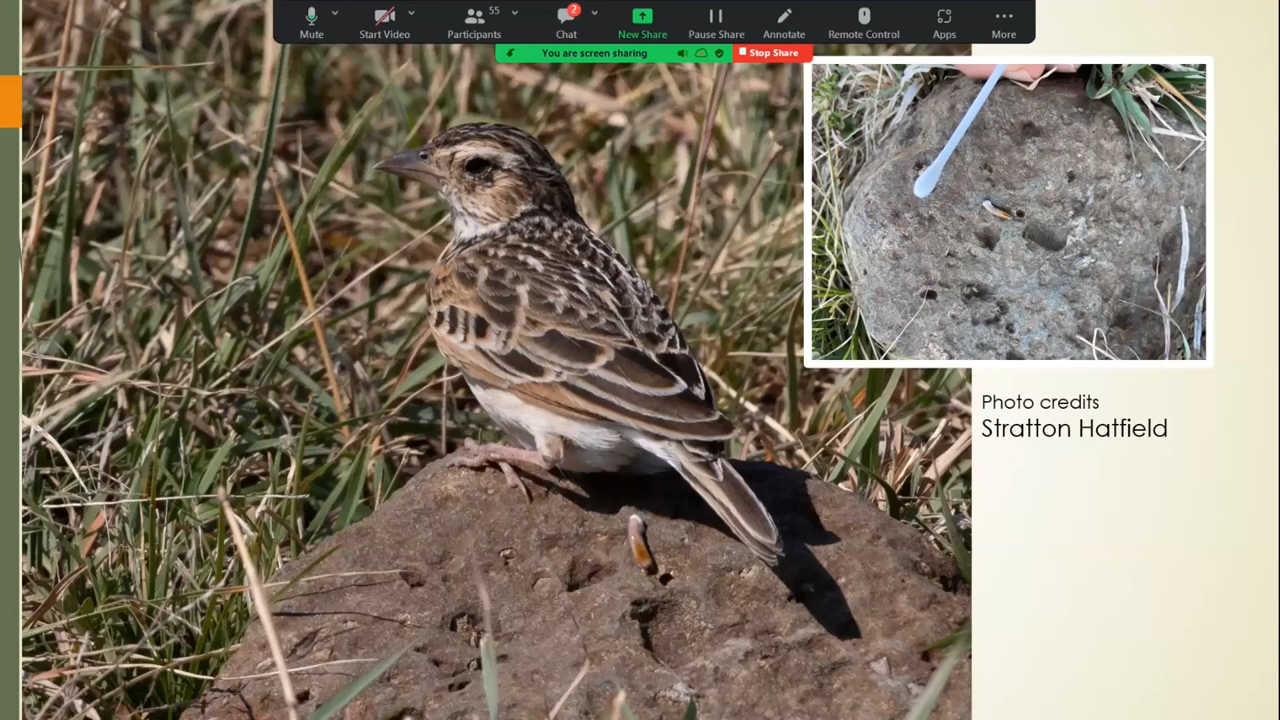 55
2
Mute
Start Video
Participants
Chat
New Share
Pause Share
Annotate
Remote Control
Apps
More
You are screen sharing
Stop Share
Photo credits
Stratton Hatfield